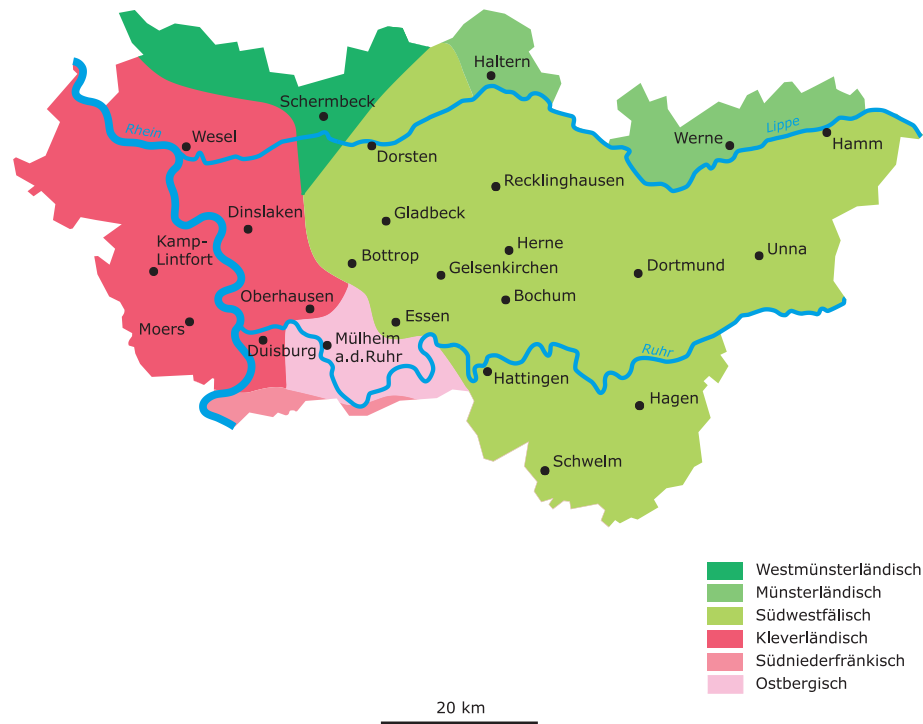 Haltern
Schermbeck
Rhein
Wesel
Lippe
Werne
Hamm
Dorsten
Recklinghausen
Dinslaken
Gladbeck
Kamp-
Lintfort
Herne
Unna
Bottrop
Gelsenkirchen
Dortmund
Oberhausen
Bochum
Essen
Moers
Mülheim
a.d.Ruhr
Duisburg
Ruhr
Hattingen
Hagen
Schwelm
Westmünsterländisch
Münsterländisch
Südwestfälisch
Kleverländisch
Südniederfränkisch
Ostbergisch
20 km